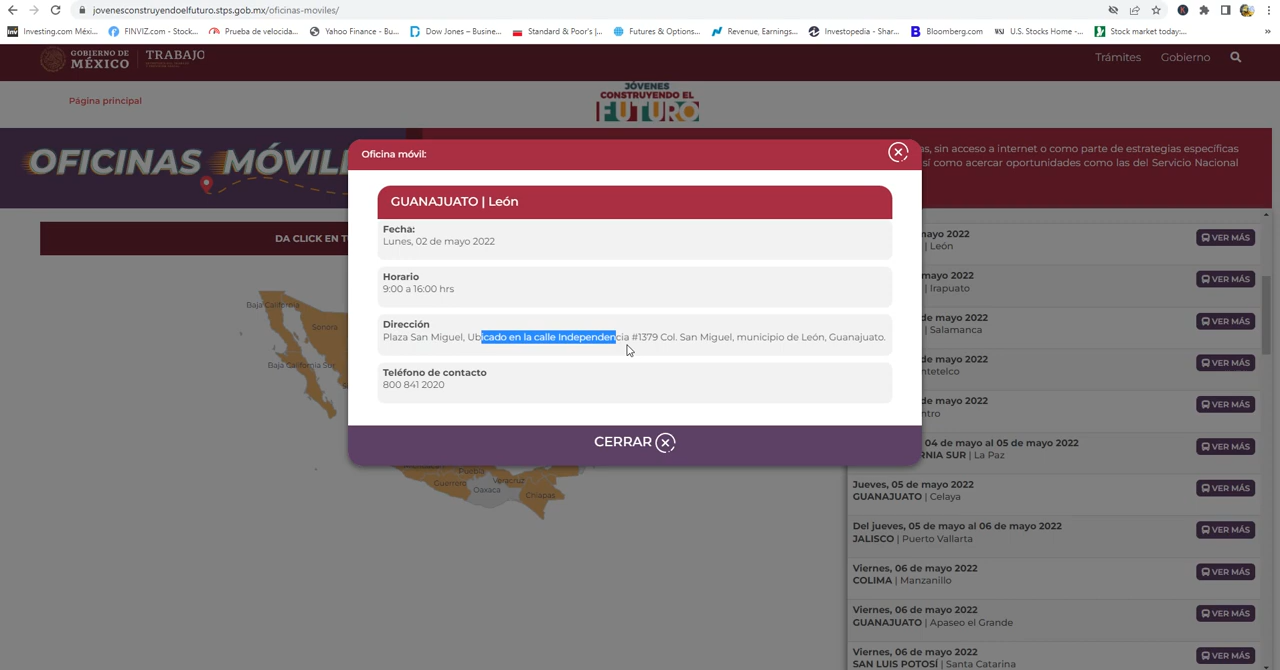 jovenesconstruyendoelfuturo.stps.gob.mx/oficinas-moviles/
Investing.com Méxi...
FINVIZ.com - Stock...
Prueba de velocida...
Yahoo Finance - Bu...
Dow Jones – Busine...
Standard & Poor's |...
Futures & Options...
Revenue, Earnings,...
Investopedia - Shar...
Bloomberg.com
U.S. Stocks Home -...
Stock market today:...
GOBIERNO DE
MÉXICO
TRABAJO
Trámites
Gobierno
Página principal
JÓVENES
CONSTRUYENDO EL
FUTURO
OFICINAS MÓVIL
as, sin acceso a internet o como parte de estrategias específicas
sí como acercar oportunidades como las del Servicio Nacional
DA CLICK EN T
Baja California
Sonora
Baja California Sur
Puebla
Guerrero
Veracruz
Oaxaca
Chiapas
Oficina móvil:
GUANAJUATO | León
Fecha:
Lunes, 02 de mayo 2022
Horario
9:00 a 16:00 hrs
Dirección
Plaza San Miguel, Ubicado en la calle Independencia #1379 Col. San Miguel, municipio de León, Guanajuato.
Teléfono de contacto
800 841 2020
CERRAR
mayo 2022
| León
VER MÁS
mayo 2022
| Irapuato
VER MÁS
de mayo 2022
| Salamanca
VER MÁS
de mayo 2022
ntetelco
VER MÁS
de mayo 2022
ntro
VER MÁS
04 de mayo al 05 de mayo 2022
RNIA SUR | La Paz
VER MÁS
Jueves, 05 de mayo 2022
GUANAJUATO | Celaya
VER MÁS
Del jueves, 05 de mayo al 06 de mayo 2022
JALISCO | Puerto Vallarta
VER MÁS
Viernes, 06 de mayo 2022
COLIMA | Manzanillo
VER MÁS
Viernes, 06 de mayo 2022
GUANAJUATO | Apaseo el Grande
VER MÁS
Viernes, 06 de mayo 2022
SAN LUIS POTOSÍ | Santa Catarina
VER MÁS